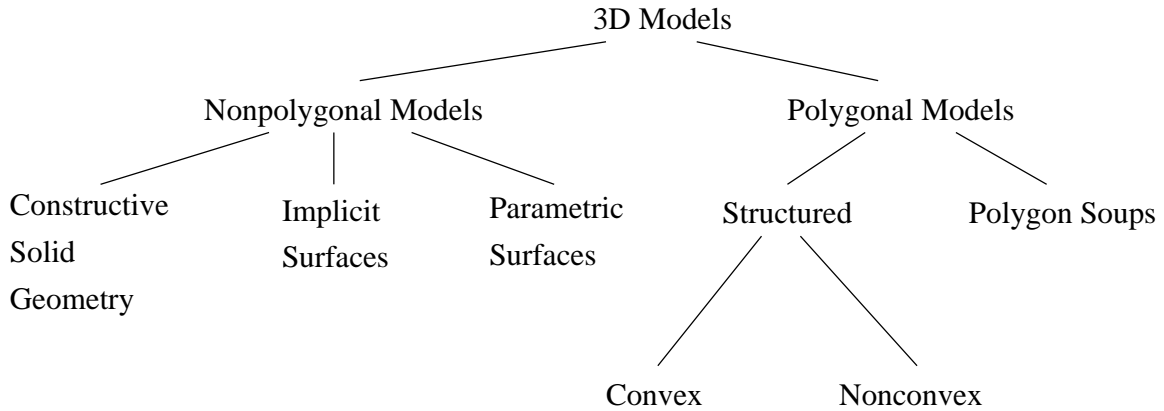 3D Models
Nonpolygonal Models
Polygonal Models
Constructive
Solid
Geometry
Implicit
Surfaces
Parametric
Surfaces
Structured
Polygon Soups
Convex
Nonconvex